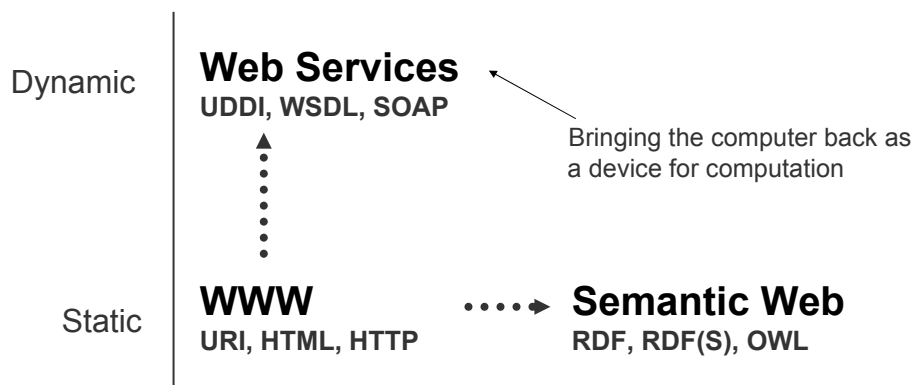 Dynamic
Web Services
UDDI, WSDL, SOAP
Bringing the computer back as
a device for computation
Static
WWW
URI, HTML, HTTP
Semantic Web
RDF, RDF(S), OWL